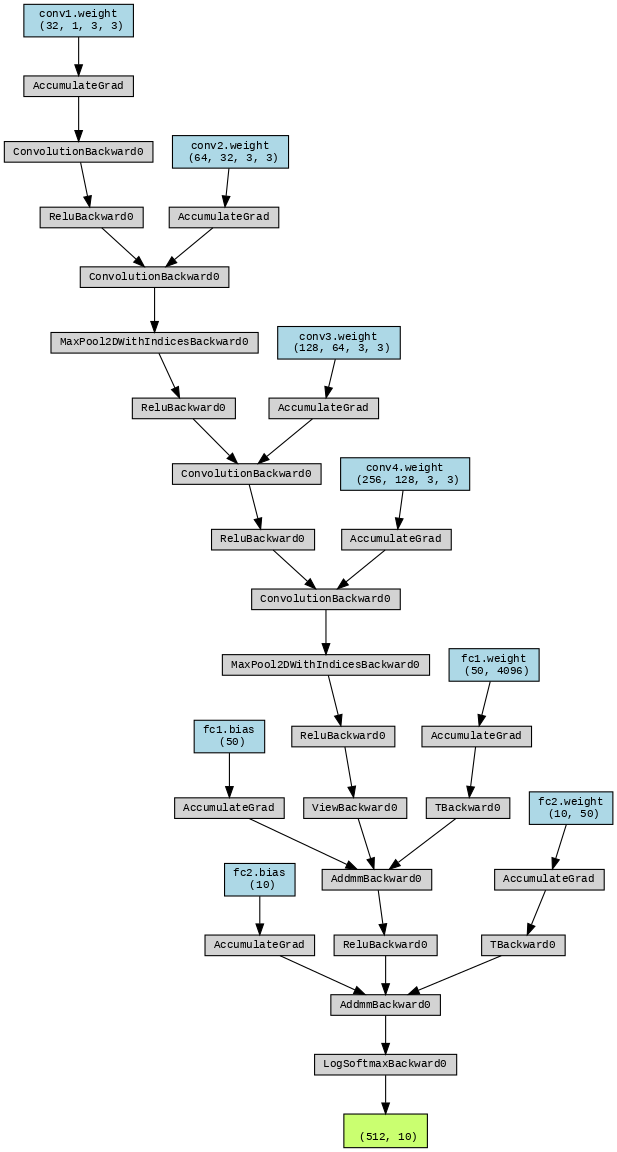 conv1.weight
(32, 1, 3, 3)
AccumulateGrad
ConvolutionBackward0
conv2.weight
(64, 32, 3, 3)
ReluBackward0
AccumulateGrad
ConvolutionBackward0
MaxPool2DWithIndicesBackward0
conv3.weight
(128, 64, 3, 3)
ReluBackward0
AccumulateGrad
ConvolutionBackward0
conv4.weight
(256, 128, 3, 3)
ReluBackward0
AccumulateGrad
ConvolutionBackward0
MaxPool2DWithIndicesBackward0
fc1.weight
(50, 4096)
fc1.bias
(50)
ReluBackward0
AccumulateGrad
AccumulateGrad
ViewBackward0
TBackward0
fc2.weight
(10, 50)
fc2.bias
(10)
AddmmBackward0
AccumulateGrad
AccumulateGrad
ReluBackward0
TBackward0
AddmmBackward0
LogSoftmaxBackward0
(512, 10)